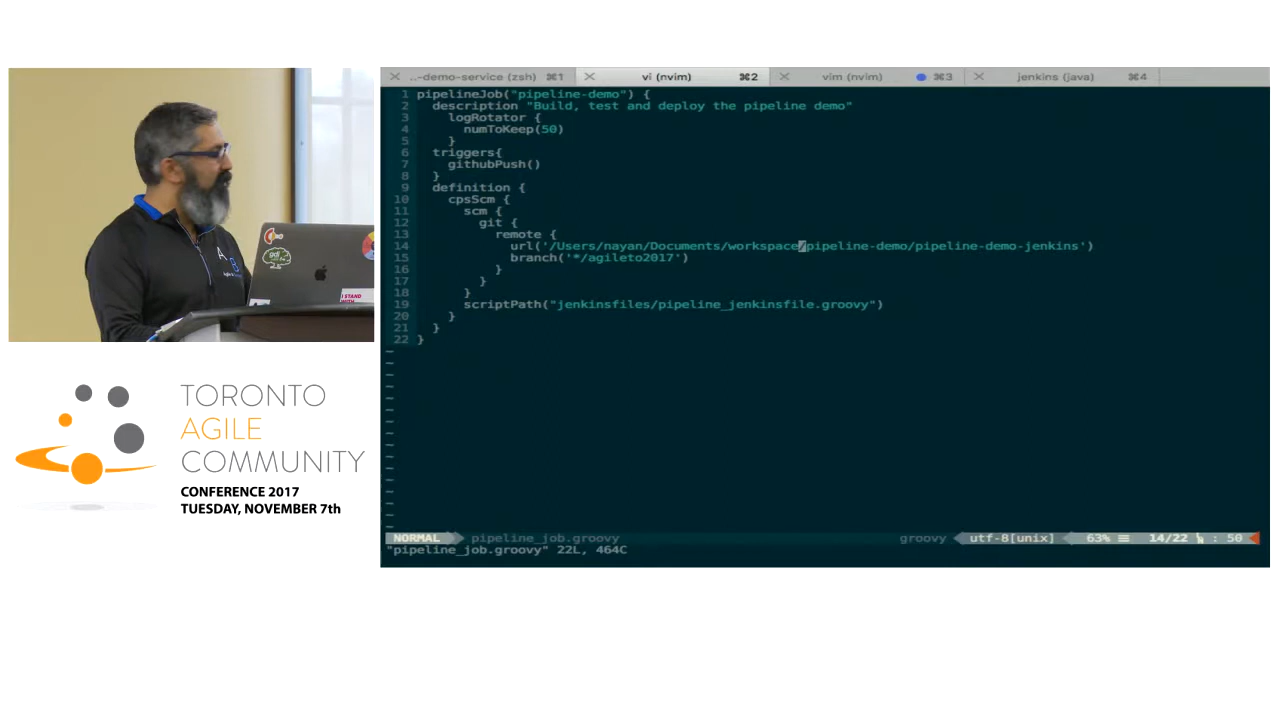 ..-demo-service (zsh) ⌘1
vi (nvim) ⌘2
vim (nvim) ⌘3
jenkins (java) ⌘4
1 pipelineJob("pipeline-demo") {
2 description "Build, test and deploy the pipeline demo"
3 logRotator {
4 numToKeep(50)
5 }
6 triggers{
7 githubPush()
8 }
9 definition {
10 cpsScm {
11 scm {
12 git {
13 remote {
14 url('/Users/nayan/Documents/workspace/pipeline-demo/pipeline-demo-jenkins')
15 branch('*/agileto2017')
16 }
17 }
18 }
19 scriptPath("jenkinsfiles/pipeline_jenkinsfile.groovy")
20 }
21 }
22 }
NORMAL pipeline_job.groovy groovy utf-8[unix] 63% ☰ 14/22 : 50
"pipeline_job.groovy" 22L, 464C
gdi
I STAND
TORONTO
AGILE
COMMUNITY
CONFERENCE 2017
TUESDAY, NOVEMBER 7th